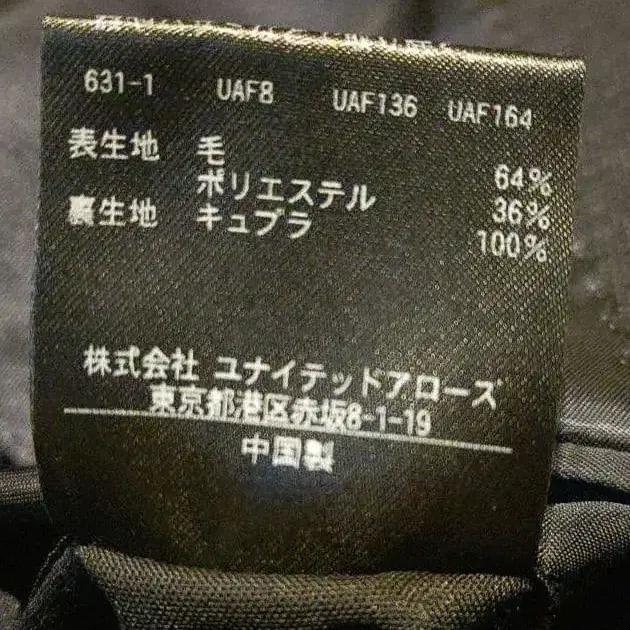 631-1 UAF8 UAF136 UAF164
表生地 毛 64%
ポリエステル 36%
裏生地 キュプラ 100%
株式会社 ユナイテッドアローズ
東京都港区赤坂8-1-19
中国製